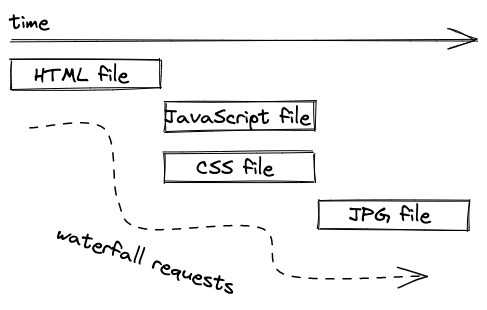 time
HTML file
JavaScript file
CSS file
JPG file
waterfall requests